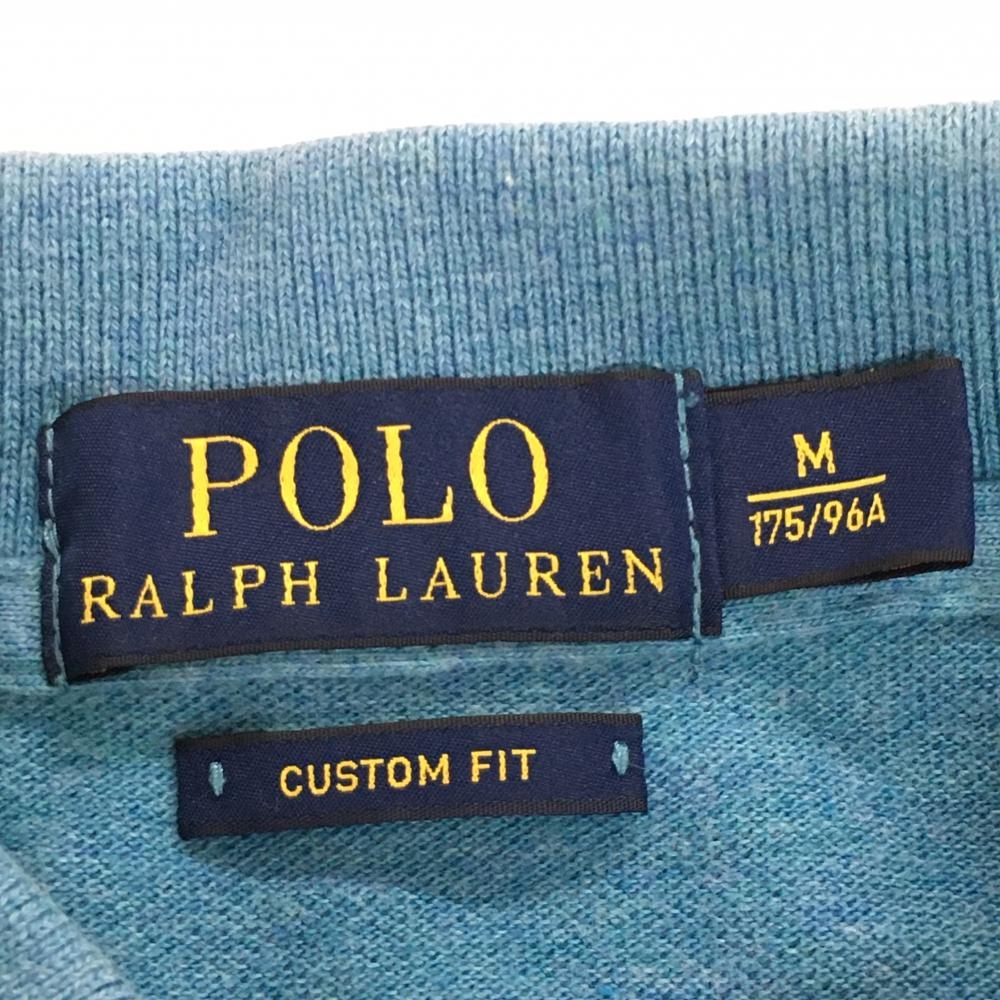 POLO
RALPH LAUREN
M
175/96A
CUSTOM FIT